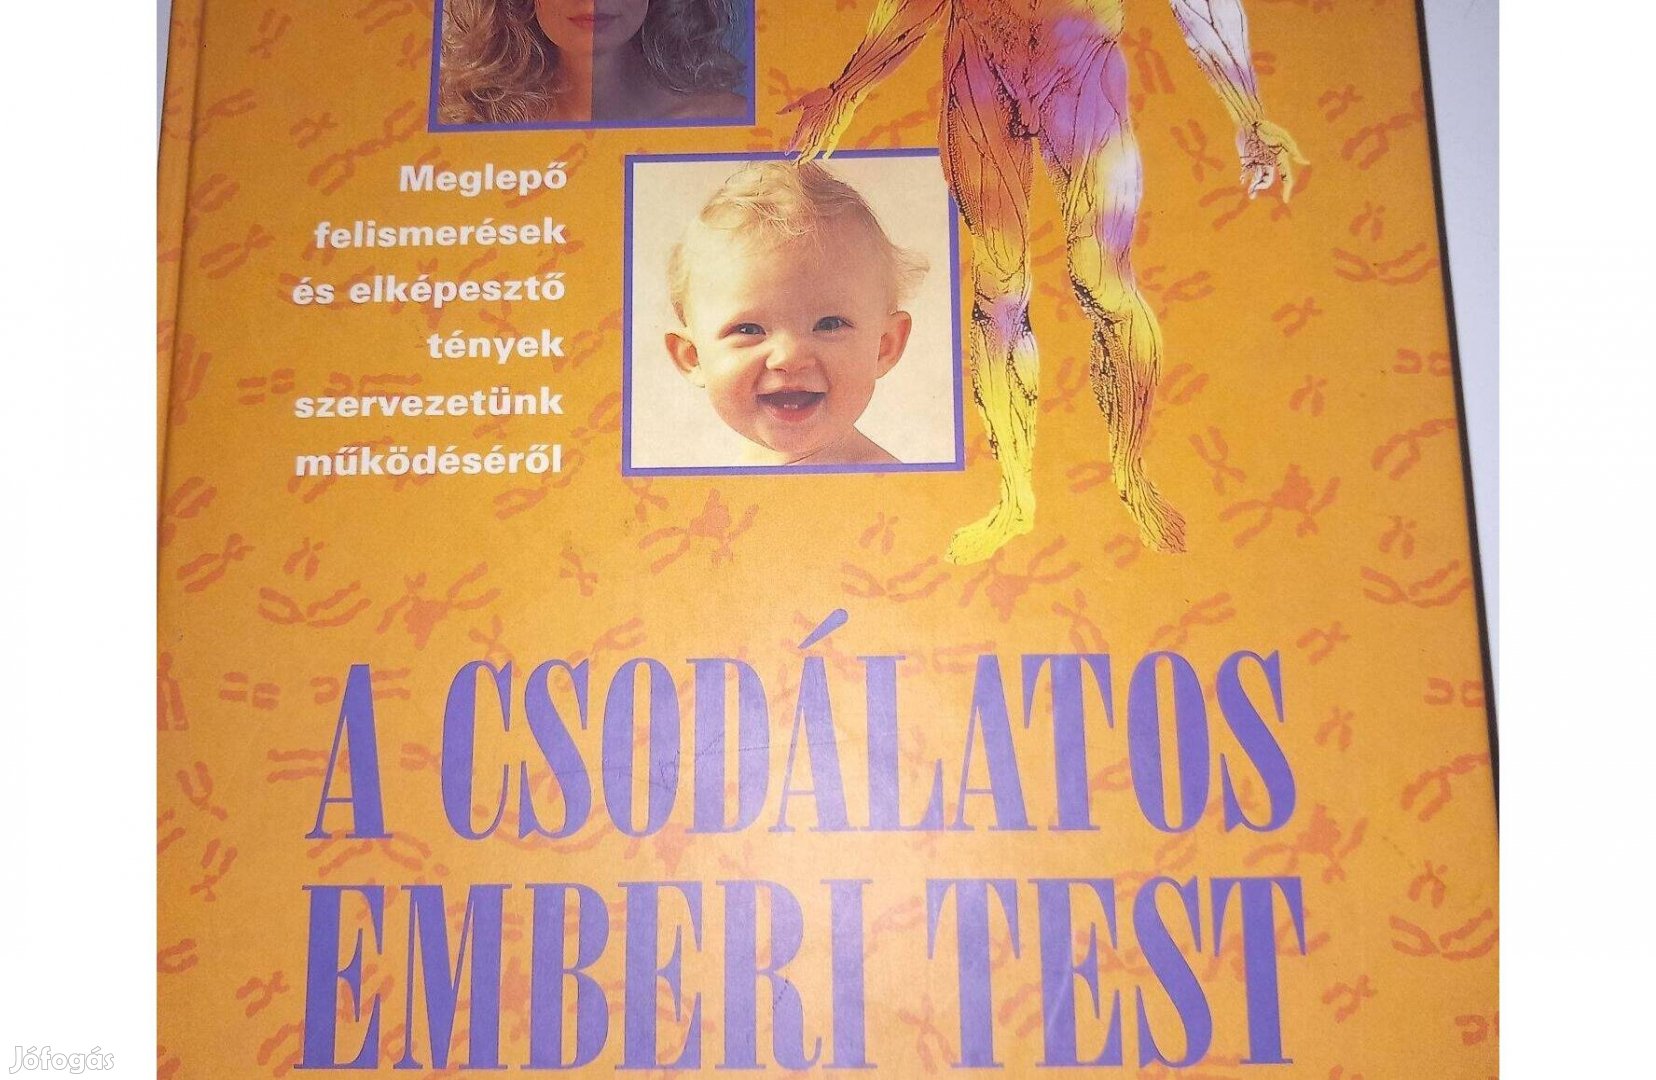 Meglepő
felismerések
és elképesztő
tények
szervezetünk
működéséről
A CSODÁLATOS
EMBERI TEST
Jófogás